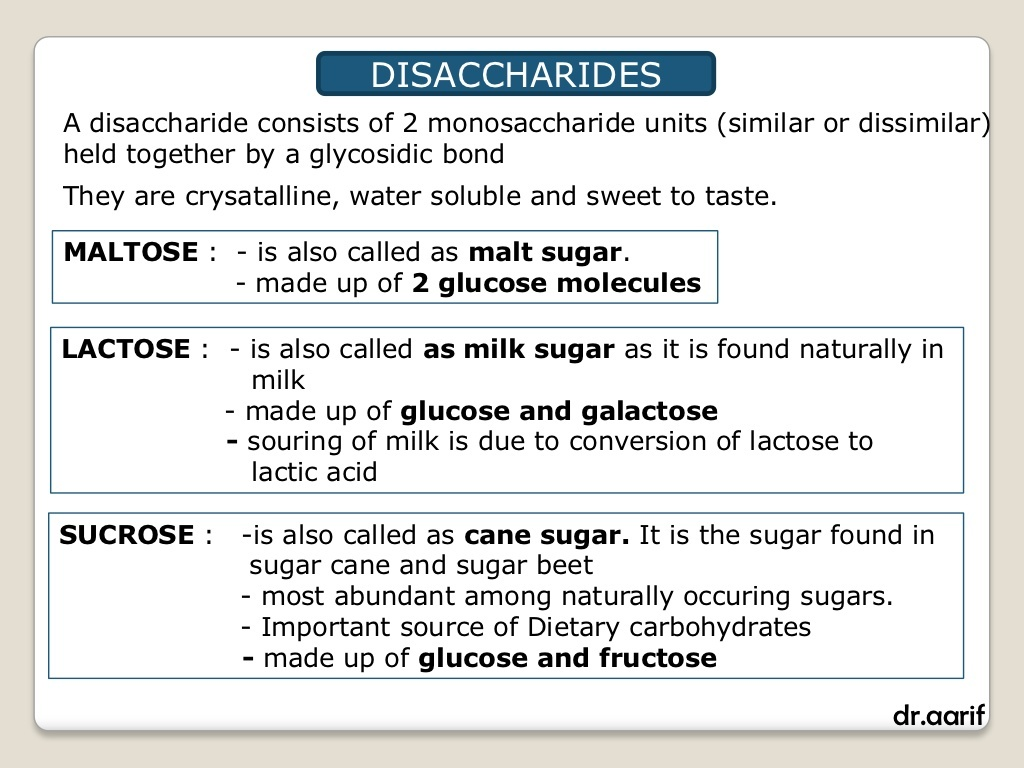 DISACCHARIDES
A disaccharide consists of 2 monosaccharide units (similar or dissimilar)
held together by a glycosidic bond
They are crysatalline, water soluble and sweet to taste.
MALTOSE : - is also called as malt sugar.
- made up of 2 glucose molecules
LACTOSE : - is also called as milk sugar as it is found naturally in
milk
- made up of glucose and galactose
- souring of milk is due to conversion of lactose to
lactic acid
SUCROSE : -is also called as cane sugar. It is the sugar found in
sugar cane and sugar beet
- most abundant among naturally occuring sugars.
- Important source of Dietary carbohydrates
- made up of glucose and fructose
dr.aarif